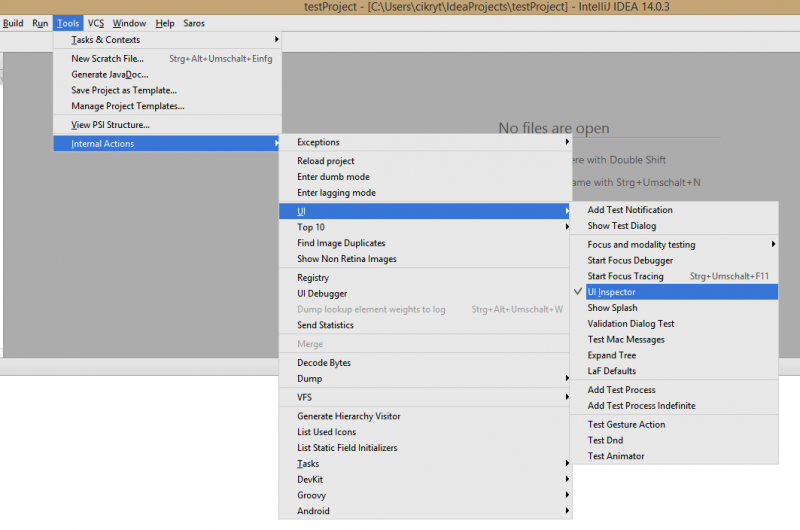 testProject - [C:\Users\cikryt\IdeaProjects\testProject] - IntelliJ IDEA 14.0.3
Build Run Tools VCS Window Help Saros
Tasks & Contexts
New Scratch File... Strg+Alt+Umschalt+Einfg
Generate JavaDoc...
Save Project as Template...
Manage Project Templates...
View PSI Structure...
Internal Actions
No files are open
ere with Double Shift
ame with Strg+Umschalt+N
Exceptions
Reload project
Enter dumb mode
Enter lagging mode
UI
Top 10
Find Image Duplicates
Show Non Retina Images
Registry
UI Debugger
Dump lookup element weights to log Strg+Alt+Umschalt+W
Send Statistics
Merge
Decode Bytes
Dump
VFS
Generate Hierarchy Visitor
List Used Icons
List Static Field Initializers
Tasks
DevKit
Groovy
Android
Add Test Notification
Show Test Dialog
Focus and modality testing
Start Focus Debugger
Start Focus Tracing Strg+Umschalt+F11
UI Inspector
Show Splash
Validation Dialog Test
Test Mac Messages
Expand Tree
LaF Defaults
Add Test Process
Add Test Process Indefinite
Test Gesture Action
Test Dnd
Test Animator